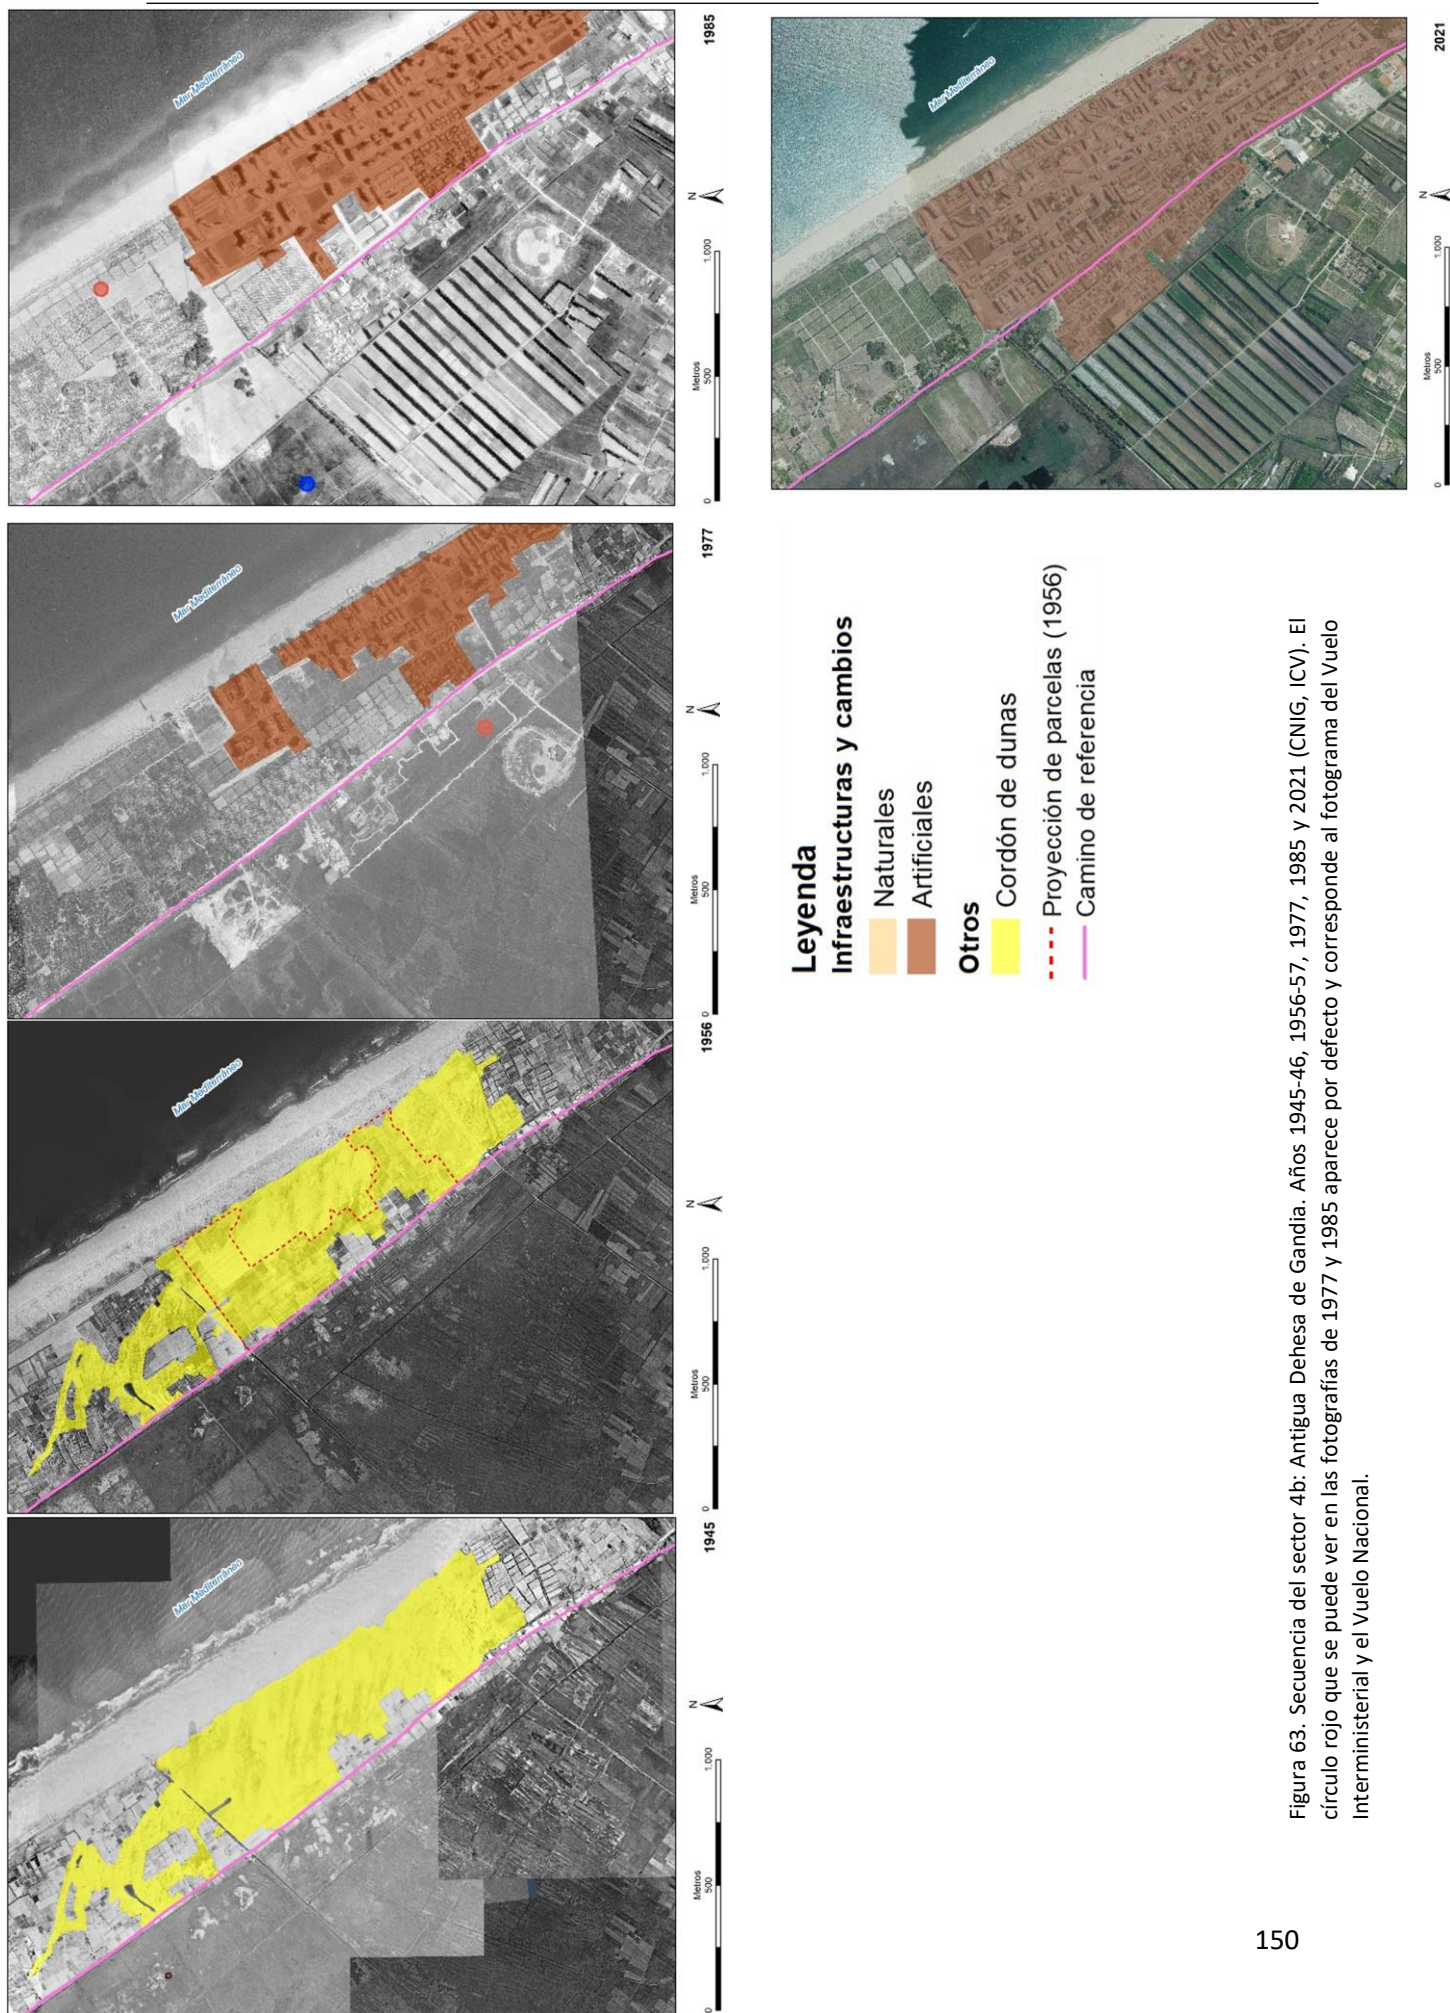 Mar Mediterráneo
N
Metros
0 500 1.000
1945
Mar Mediterráneo
N
Metros
0 500 1.000
1956
Mar Mediterráneo
N
Metros
0 500 1.000
1977
Mar Mediterráneo
N
Metros
0 500 1.000
1985
Leyenda
Infraestructuras y cambios
Naturales
Artificiales
Otros
Cordón de dunas
Proyección de parcelas (1956)
Camino de referencia
Mar Mediterráneo
N
Metros
0 500 1.000
2021
Figura 63. Secuencia del sector 4b: Antigua Dehesa de Gandia. Años 1945-46, 1956-57, 1977, 1985 y 2021 (CNIG, ICV). El
círculo rojo que se puede ver en las fotografías de 1977 y 1985 aparece por defecto y corresponde al fotograma del Vuelo
Interministerial y el Vuelo Nacional.
150